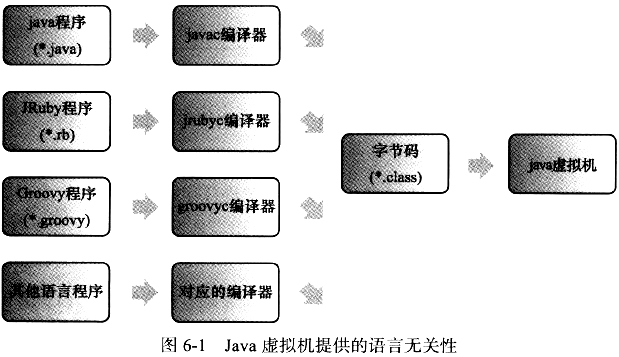 java程序
(*.java)
javac编译器
JRuby程序
(*.rb)
jrubyc编译器
Groovy程序
(*.groovy)
groovyc编译器
其他语言程序
对应的编译器
字节码
(*.class)
java虚拟机
图 6-1 Java 虚拟机提供的语言无关性